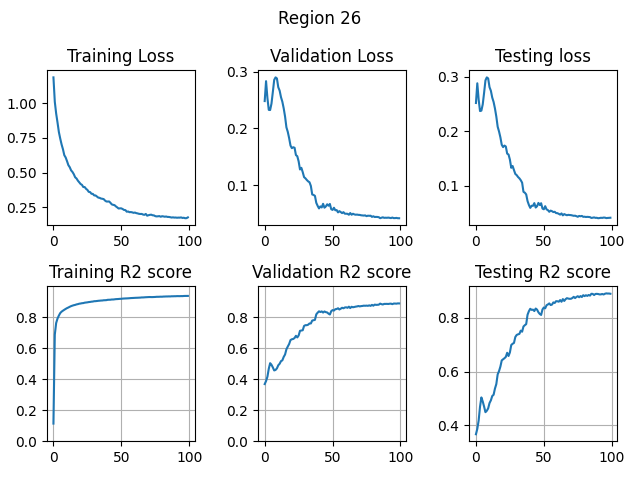 Region 26
Training Loss
Validation Loss
Testing loss
1.00
0.75
0.50
0.25
0 50 100
0.3
0.2
0.1
0 50 100
0.3
0.2
0.1
0 50 100
Training R2 score
Validation R2 score
Testing R2 score
0.8
0.6
0.4
0.2
0.0
0 50 100
0.8
0.6
0.4
0.2
0.0
0 50 100
0.8
0.6
0.4
0 50 100